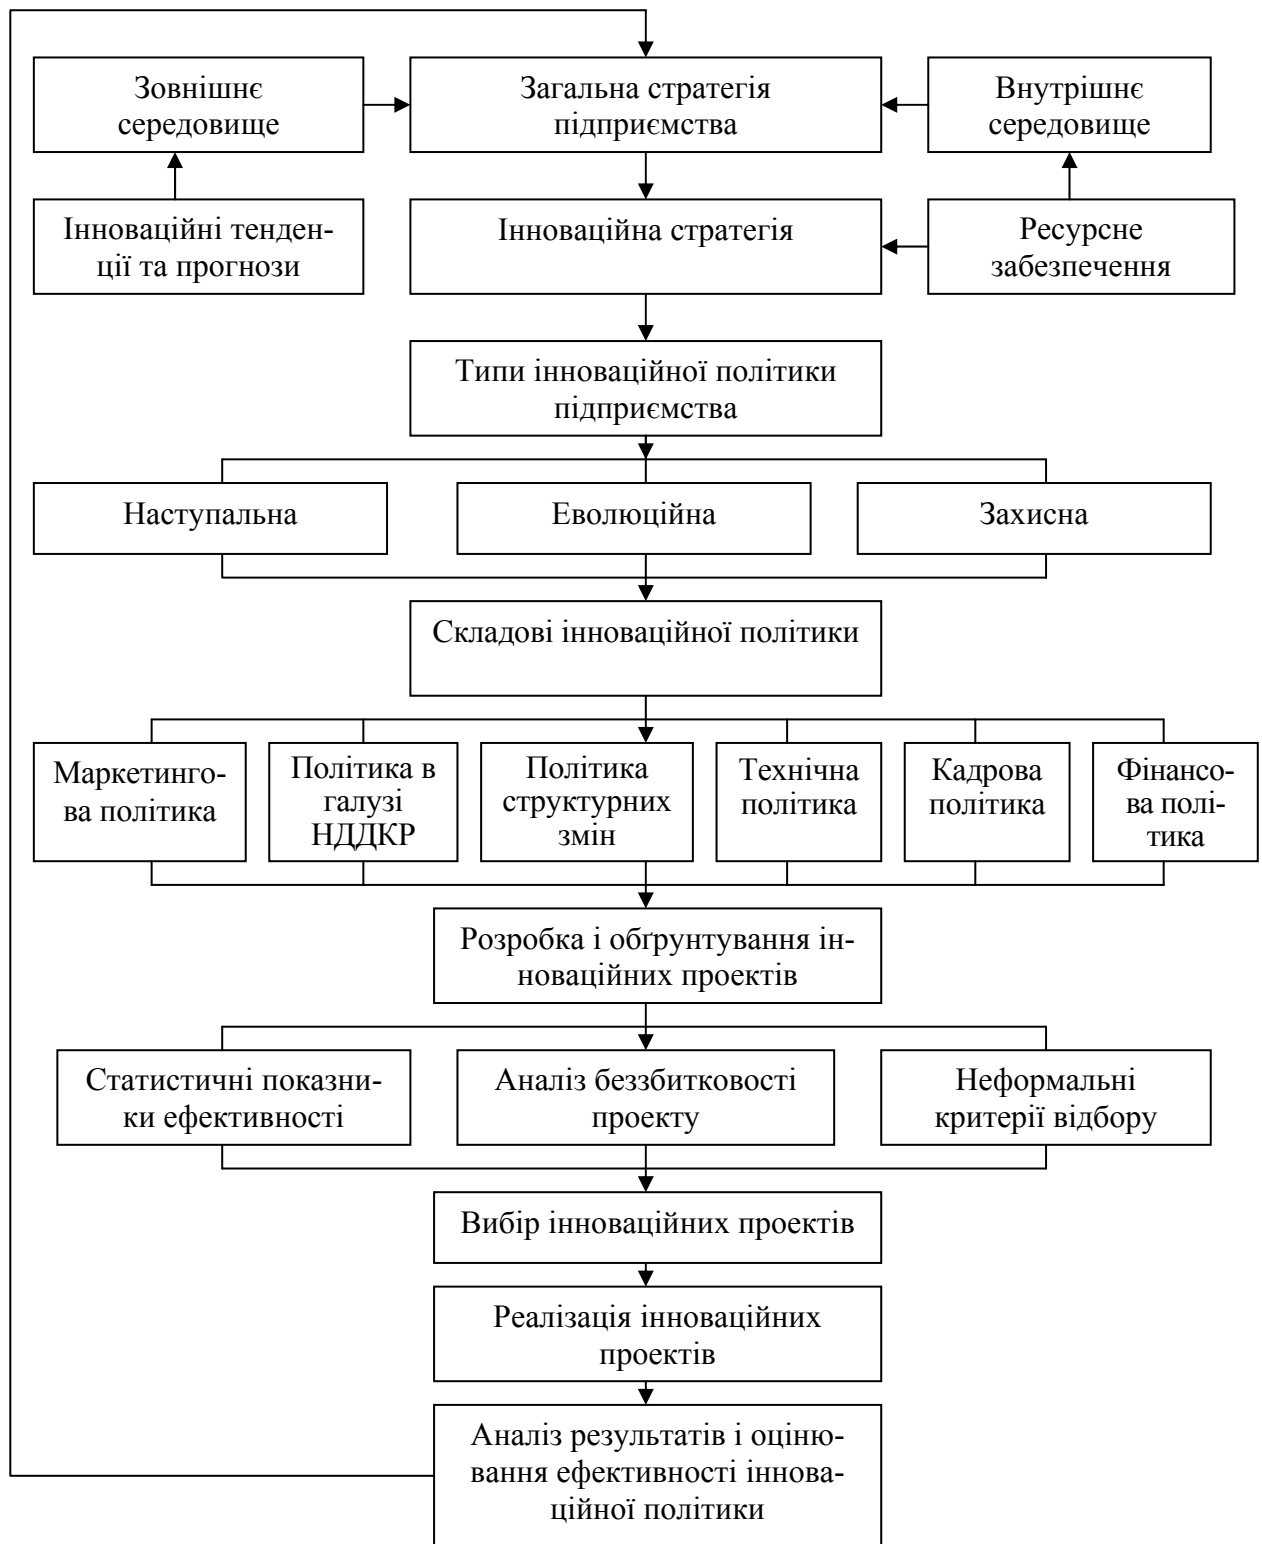 Зовнішнє
середовище
Загальна стратегія
підприємства
Внутрішнє
середовище
Інноваційні тенден-
ції та прогнози
Інноваційна стратегія
Ресурсне
забезпечення
Типи інноваційної політики
підприємства
Наступальна
Еволюційна
Захисна
Складові інноваційної політики
Маркетинго-
ва політика
Політика в
галузі
НДДКР
Політика
структурних
змін
Технічна
політика
Кадрова
політика
Фінансо-
ва полі-
тика
Розробка і обґрунтування ін-
новаційних проектів
Статистичні показни-
ки ефективності
Аналіз беззбитковості
проекту
Неформальні
критерії відбору
Вибір інноваційних проектів
Реалізація інноваційних
проектів
Аналіз результатів і оціню-
вання ефективності іннова-
ційної політики